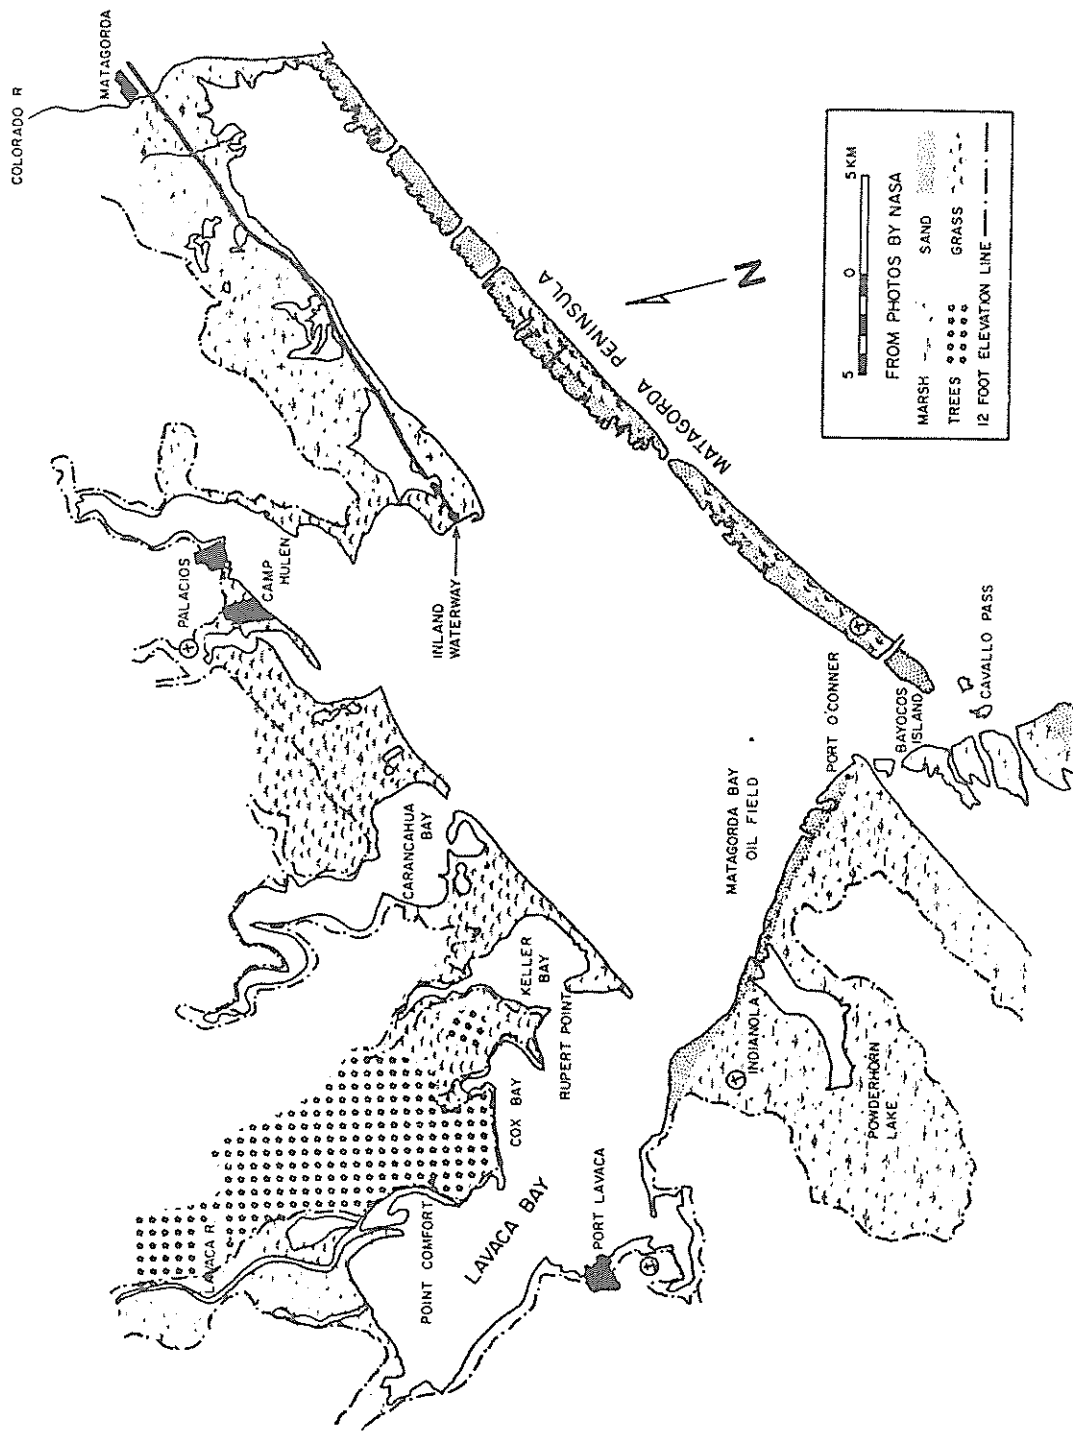 COLORADO R
MATAGORDA
PALACIOS
CAMP
HULEN
INLAND
WATERWAY
MATAGORDA PENINSULA
CARANCAHUA
BAY
KELLER
BAY
RUPERT POINT
COX BAY
LAVACA R.
POINT COMFORT
LAVACA BAY
PORT LAVACA
INDIANOLA
POWDERHORN
LAKE
MATAGORDA BAY
OIL FIELD
PORT O'CONNER
BAYOCOS
ISLAND
CAVALLO PASS
N
5 0 5 KM
FROM PHOTOS BY NASA
MARSH SAND
TREES GRASS
12 FOOT ELEVATION LINE